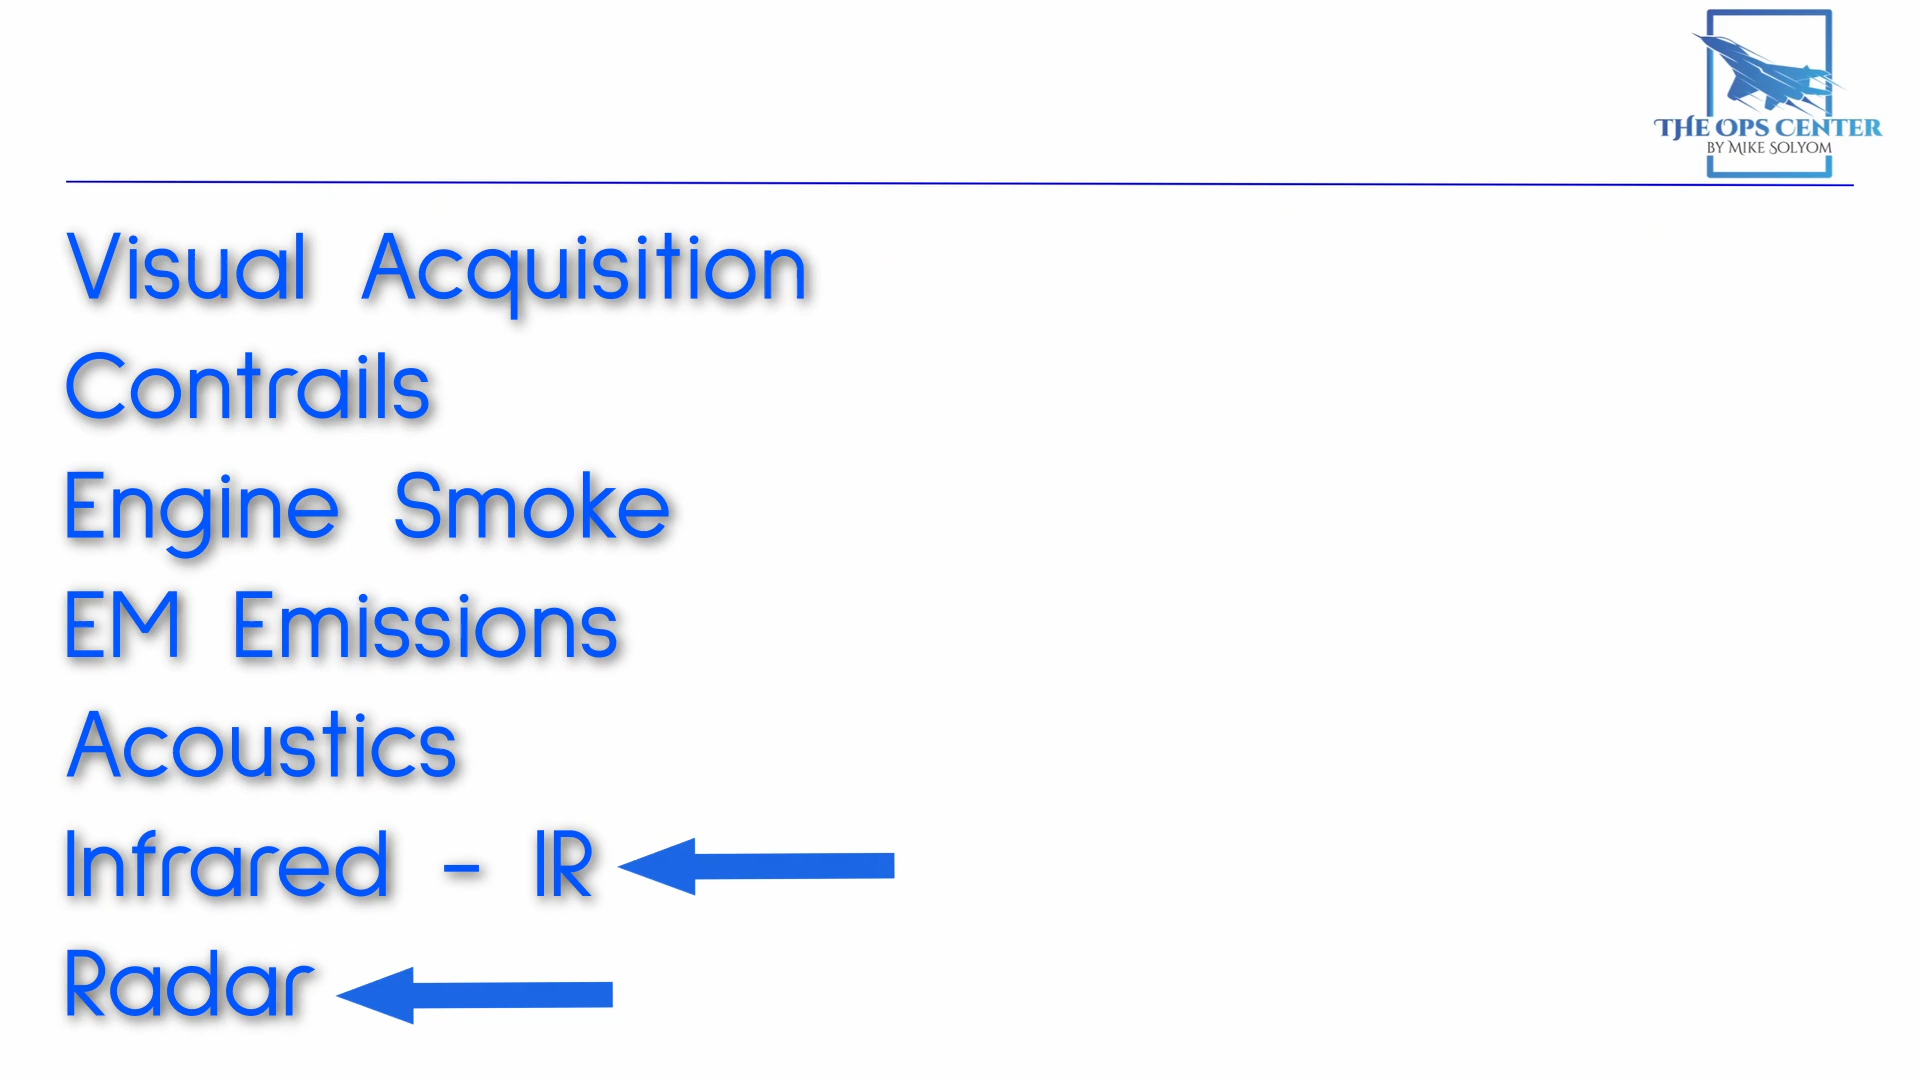 THE OPS CENTER
BY MIKE SOLYOM
Visual Acquisition
Contrails
Engine Smoke
EM Emissions
Acoustics
Infrared - IR
Radar